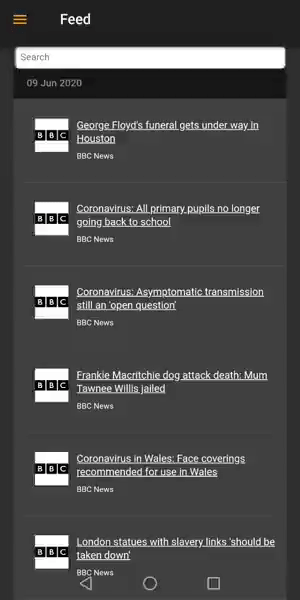 Feed
Search
09 Jun 2020
George Floyd's funeral gets under way in
Houston
BBC News
BBC
Coronavirus: All primary pupils no longer
going back to school
BBC News
BBC
Coronavirus: Asymptomatic transmission
still an 'open question'
BBC News
BBC
Frankie Macritchie dog attack death: Mum
Tawnee Willis jailed
BBC News
BBC
Coronavirus in Wales: Face coverings
recommended for use in Wales
BBC News
BBC
London statues with slavery links 'should be
taken down'
BBC News
BBC